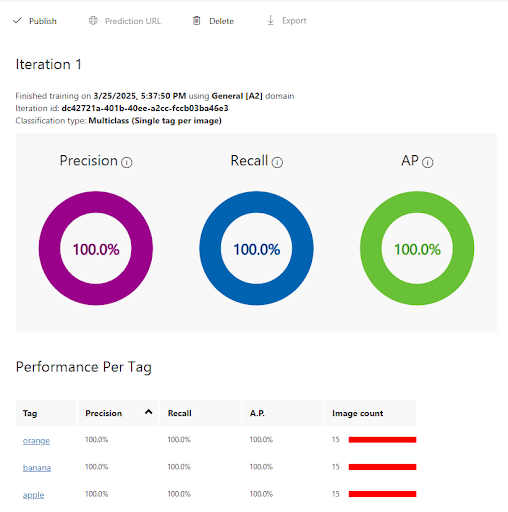 Publish Prediction URL Delete Export
Iteration 1
Finished training on 3/25/2025, 5:37:50 PM using General [A2] domain
Iteration id: dc42721a-401b-40ee-a2cc-fccb03ba46e3
Classification type: Multiclass (Single tag per image)
Precision Recall AP
100.0% 100.0% 100.0%
Performance Per Tag
Tag Precision Recall A.P. Image count
orange 100.0% 100.0% 100.0% 15
banana 100.0% 100.0% 100.0% 15
apple 100.0% 100.0% 100.0% 15